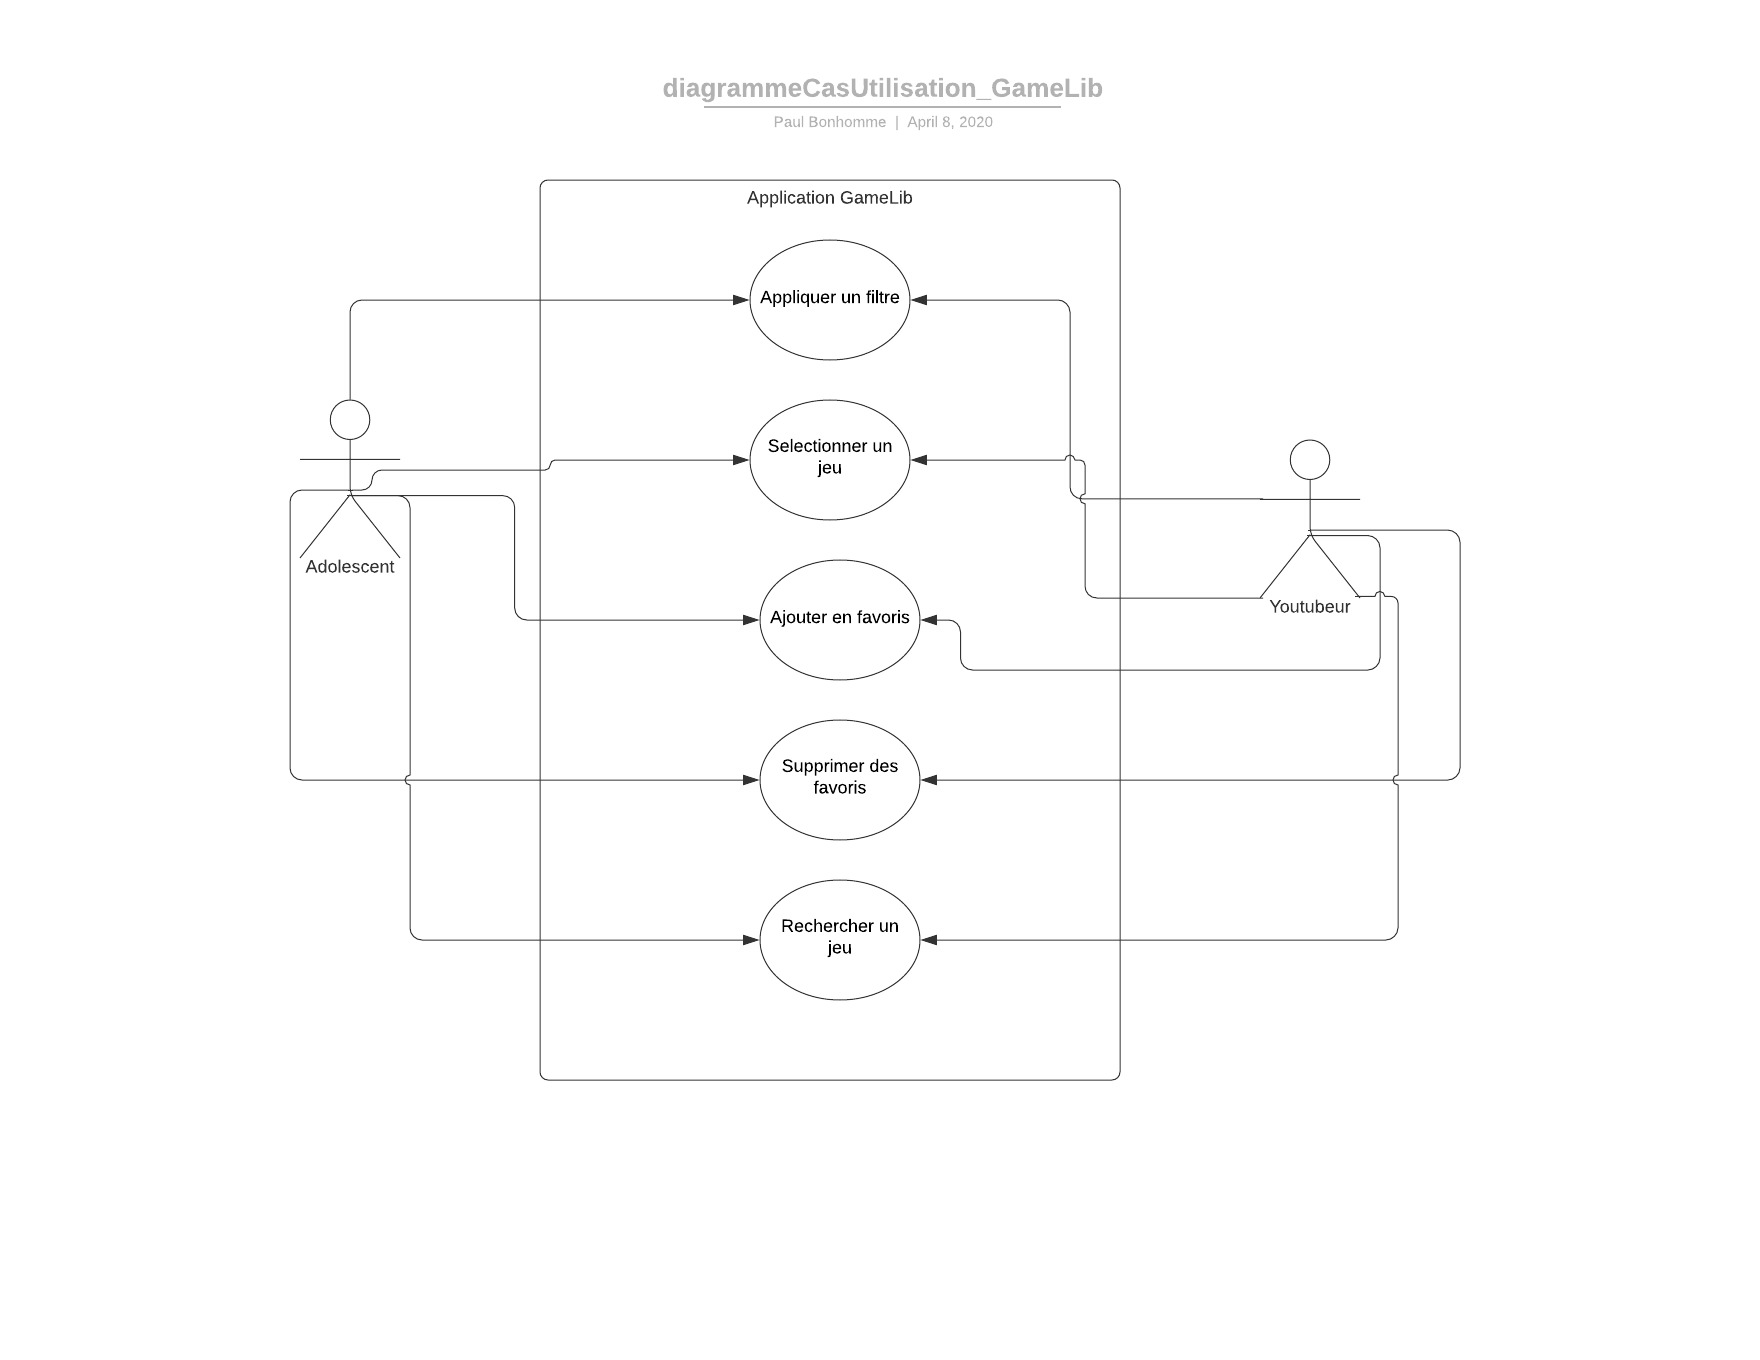 diagrammeCasUtilisation_GameLib
Paul Bonhomme | April 8, 2020
Application GameLib
Appliquer un filtre
Selectionner un
jeu
Adolescent
Youtubeur
Ajouter en favoris
Supprimer des
favoris
Rechercher un
jeu